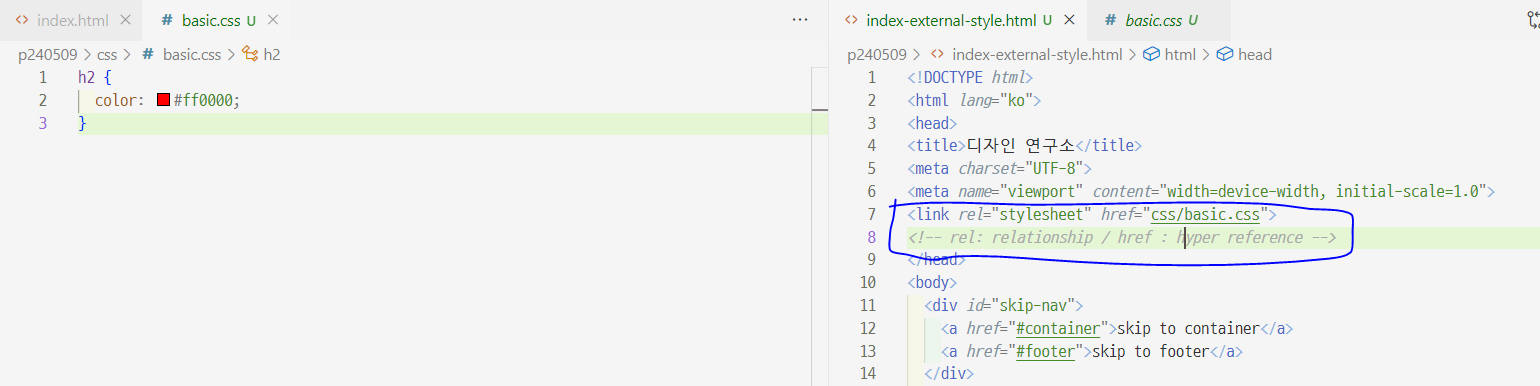 index.html
basic.css U
p240509 > css > # basic.css > h2
1 h2 {
2 color: #ff0000;
3 }
index-external-style.html U
basic.css U
p240509 > <> index-external-style.html > html > head
1 <!DOCTYPE html>
2 <html lang="ko">
3 <head>
4 <title>디자인 연구소</title>
5 <meta charset="UTF-8">
6 <meta name="viewport" content="width=device-width, initial-scale=1.0">
7 <link rel="stylesheet" href="css/basic.css">
8 <!-- rel: relationship / href : hyper reference -->
9 </head>
10 <body>
11 <div id="skip-nav">
12 <a href="#container">skip to container</a>
13 <a href="#footer">skip to footer</a>
14 </div>